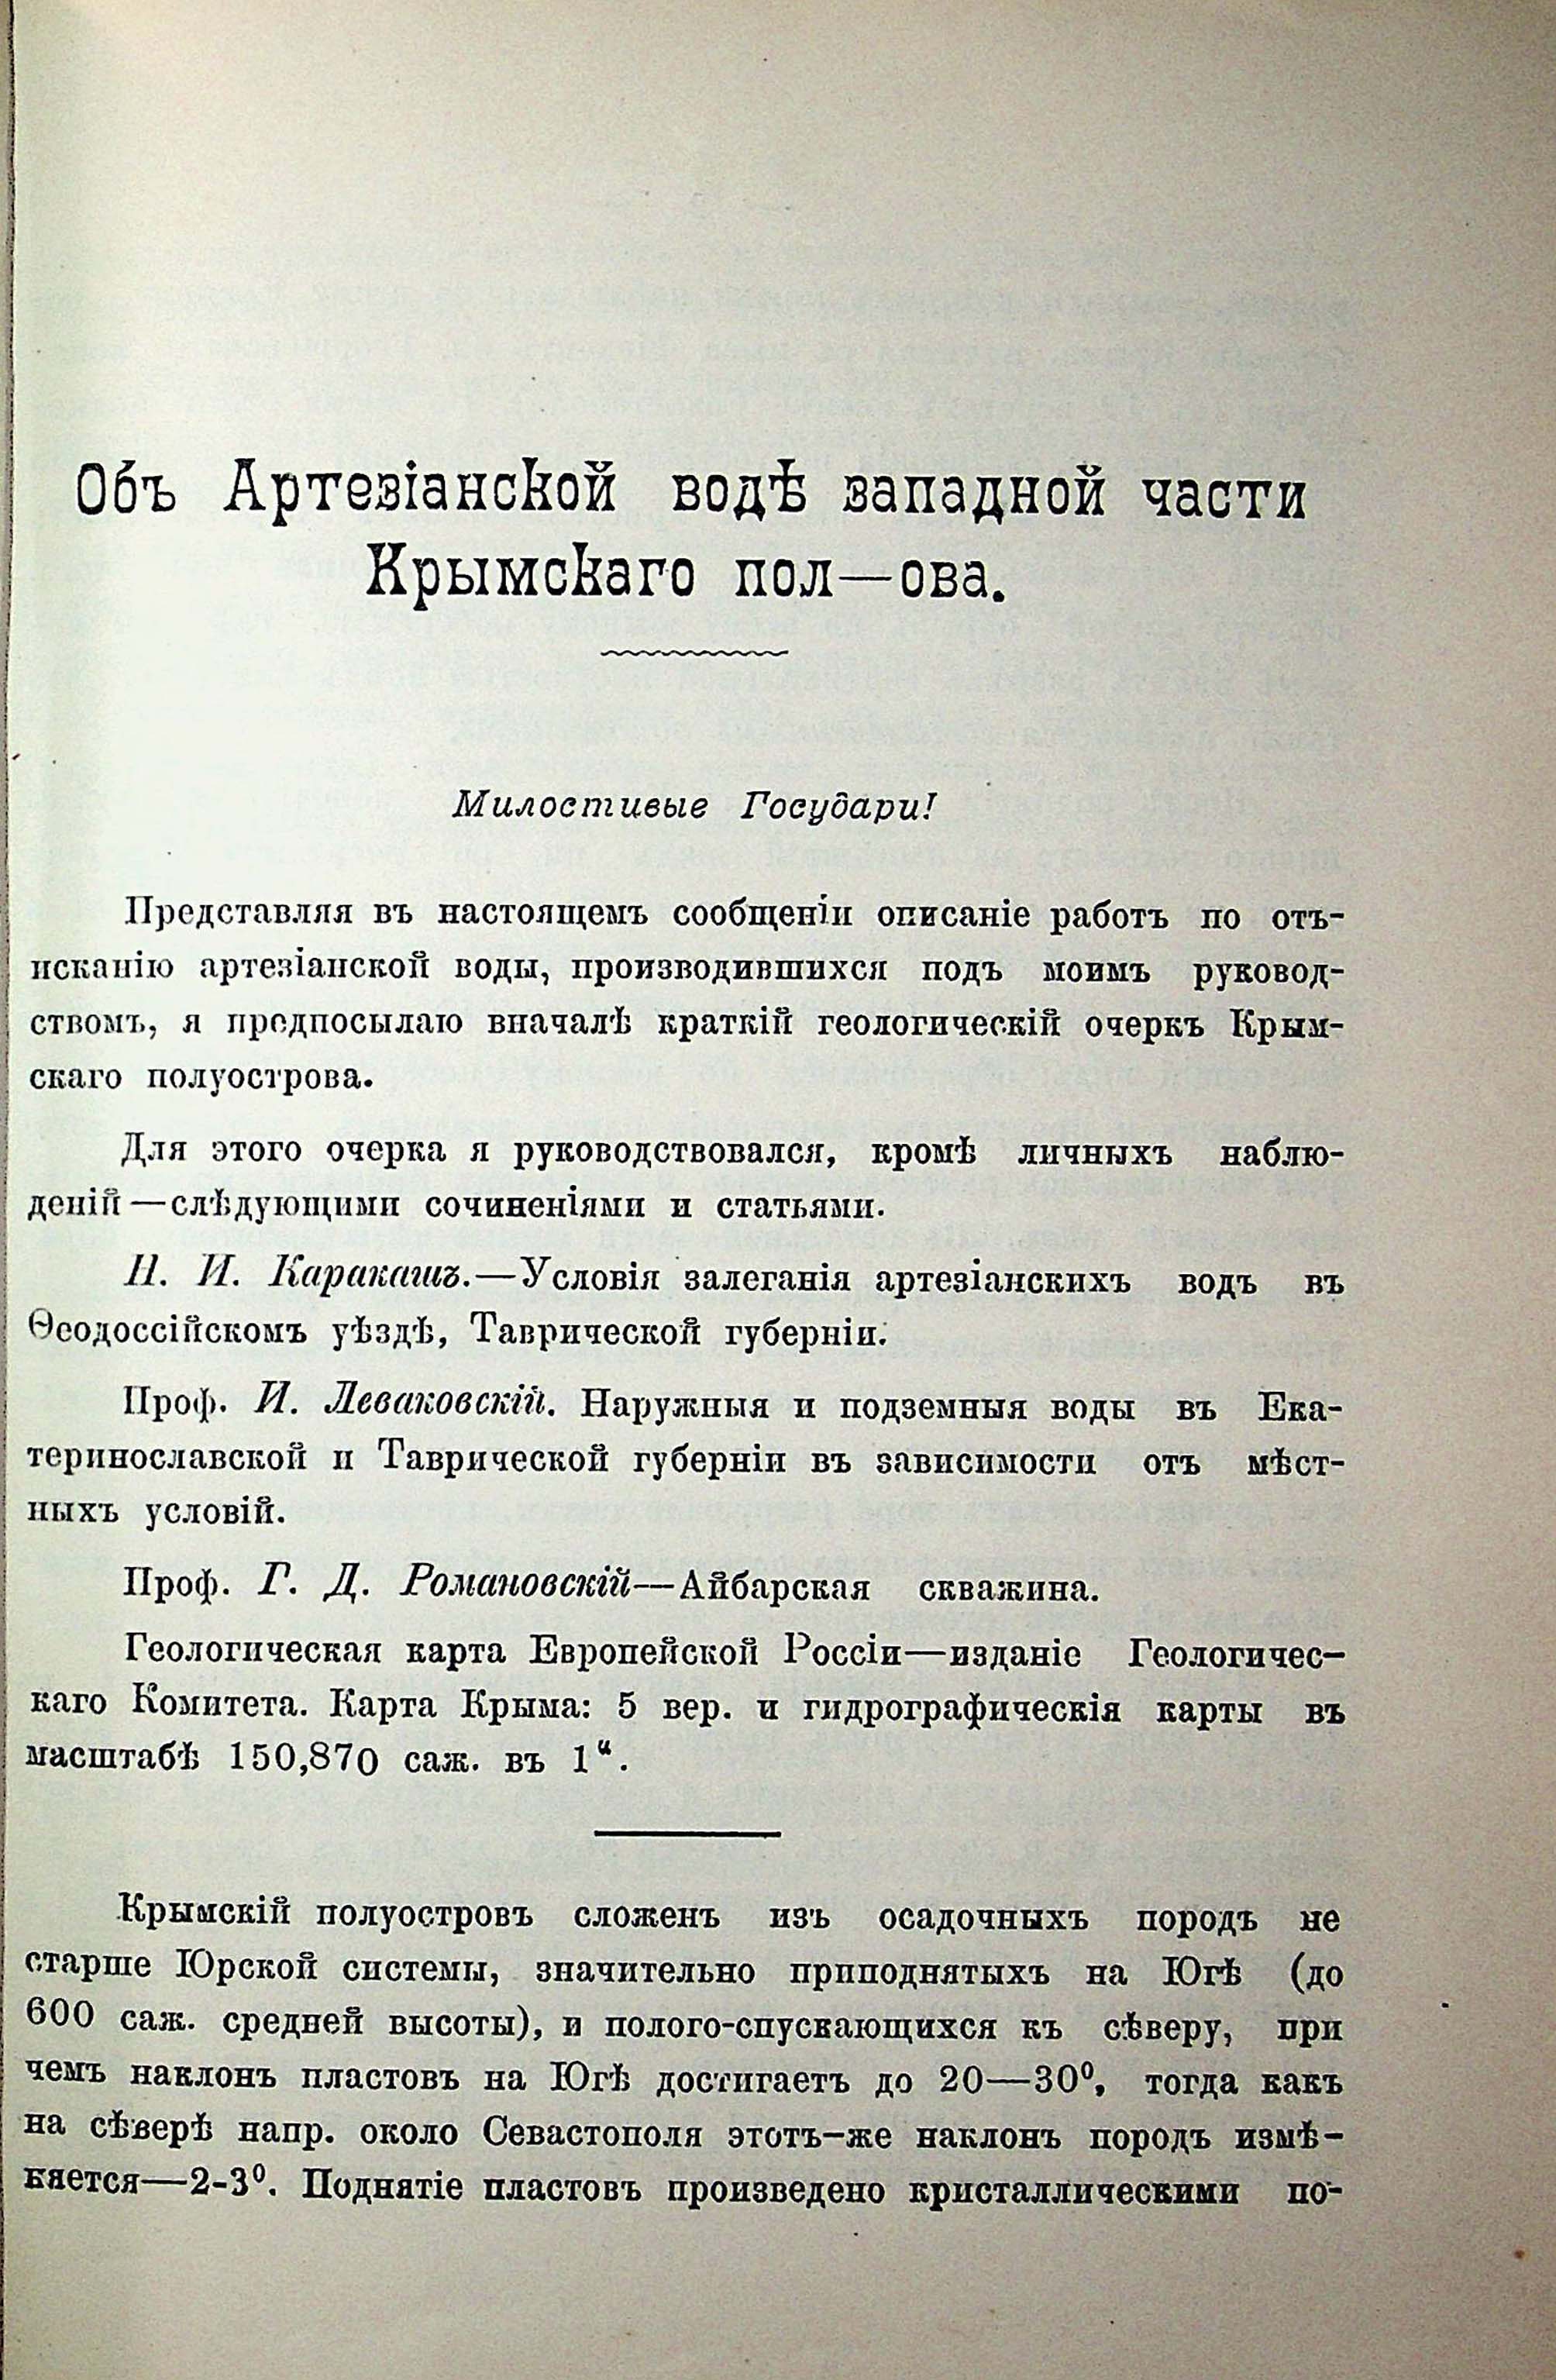 Объ Артезіанской водѣ западной части
Крымскаго пол—ова.
Милостивые Государи!
Представляя въ настоящемъ сообщеніи описаніе работъ по отъ-
исканію артезіанской воды, производившихся подъ моимъ руковод-
ствомъ, я предпосылаю вначалѣ краткій геологическій очеркъ Крым-
скаго полуострова.
Для этого очерка я руководствовался, кромѣ личныхъ наблю-
деній—слѣдующими сочиненіями и статьями.
Н. И. Каракашъ.—Условія залеганія артезіанскихъ водъ въ
Ѳеодоссійскомъ уѣздѣ, Таврической губерніи.
Проф. И. Леваковскій. Наружныя и подземныя воды въ Ека-
теринославской и Таврической губерніи въ зависимости отъ мѣст-
ныхъ условій.
Проф. Г. Д. Романовскій—Айбарская скважина.
Геологическая карта Европейской Россіи—изданіе Геологичес-
каго Комитета. Карта Крыма: 5 вер. и гидрографическія карты въ
масштабѣ 150,870 саж. въ 1“.
Крымскій полуостровъ сложенъ изъ осадочныхъ породъ не
старше Юрской системы, значительно приподнятыхъ на Югѣ (до
600 саж. средней высоты), и полого-спускающихся къ сѣверу, при
чемъ наклонъ пластовъ на Югѣ достигаетъ до 20—30⁰, тогда какъ
на сѣверѣ напр. около Севастополя этотъ-же наклонъ породъ измѣ-
няется—2-3⁰. Поднятіе пластовъ произведено кристаллическими по-